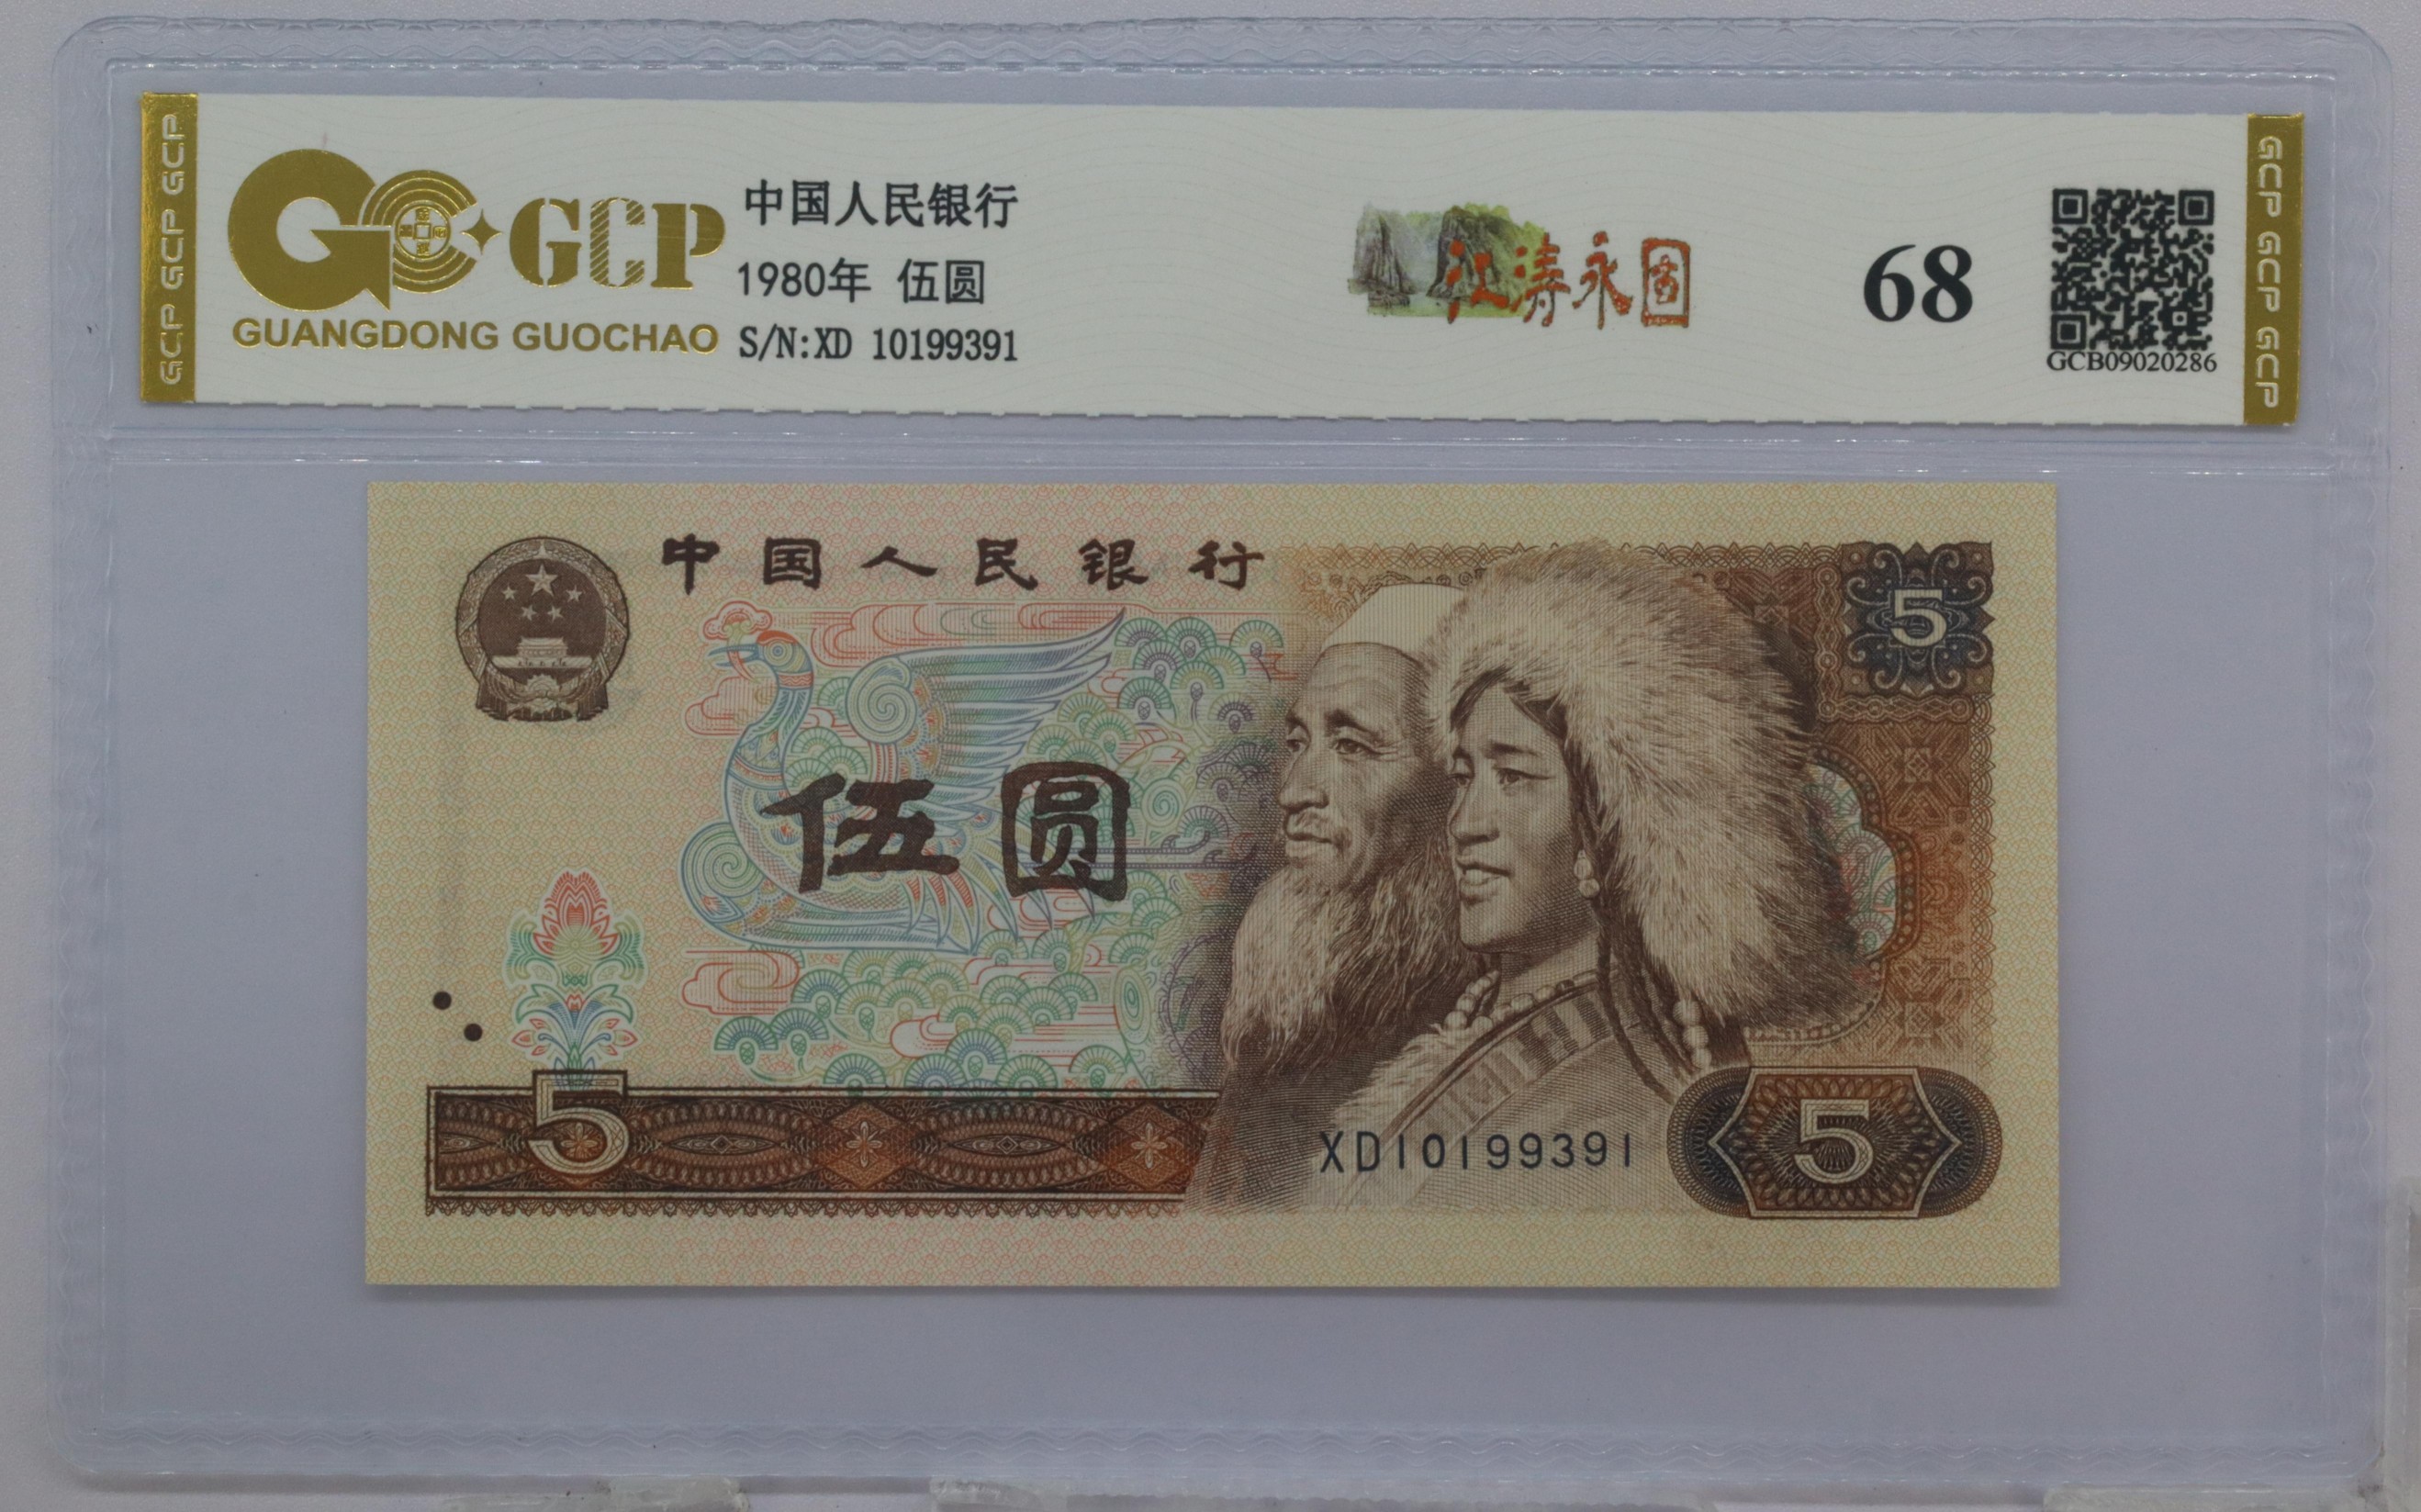 GCP GCP GCP
GCP
GUANGDONG GUOCHAO
中国人民银行
1980年 伍圆
S/N:XD 10199391
江涛永固
68
GCB09020286
GCP GCP GCP
中国人民银行
5
伍圆
5
XD10199391
5